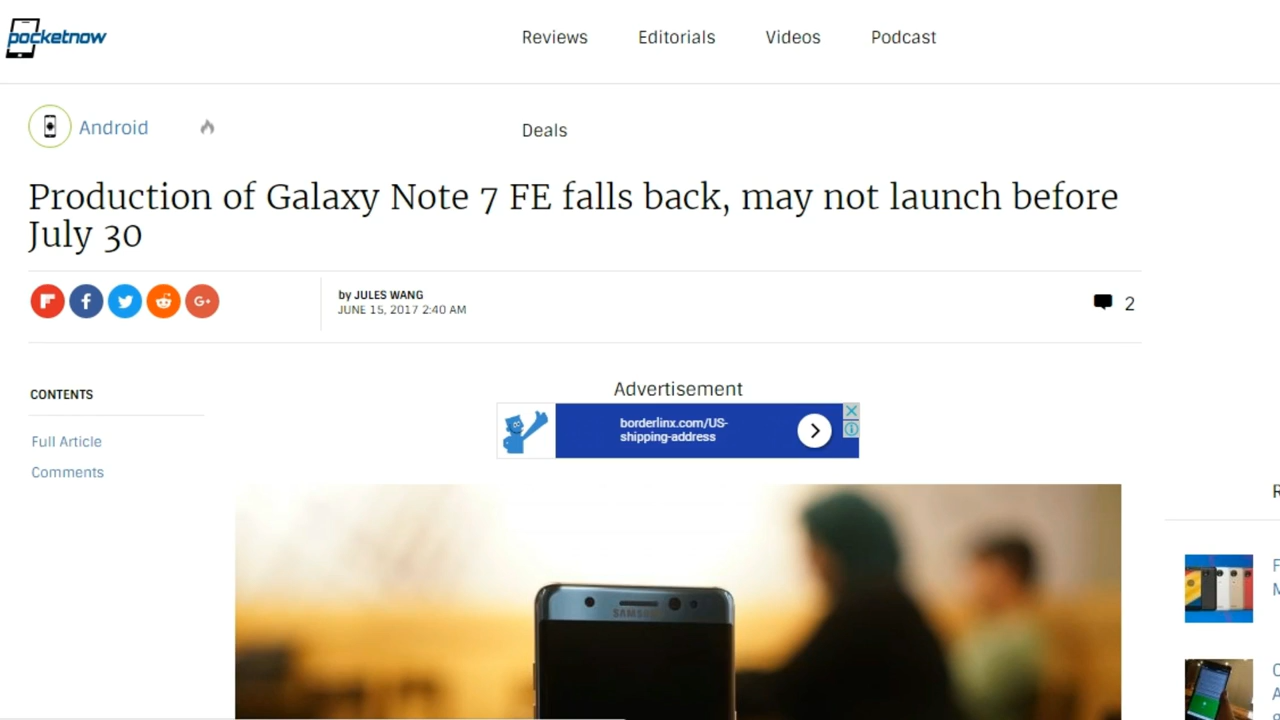 pocketnow
Reviews
Editorials
Videos
Podcast
Android
Deals
Production of Galaxy Note 7 FE falls back, may not launch before
July 30
by JULES WANG
JUNE 15, 2017 2:40 AM
2
CONTENTS
Full Article
Comments
Advertisement
borderlinx.com/US-
shipping-address
SAMSUNG